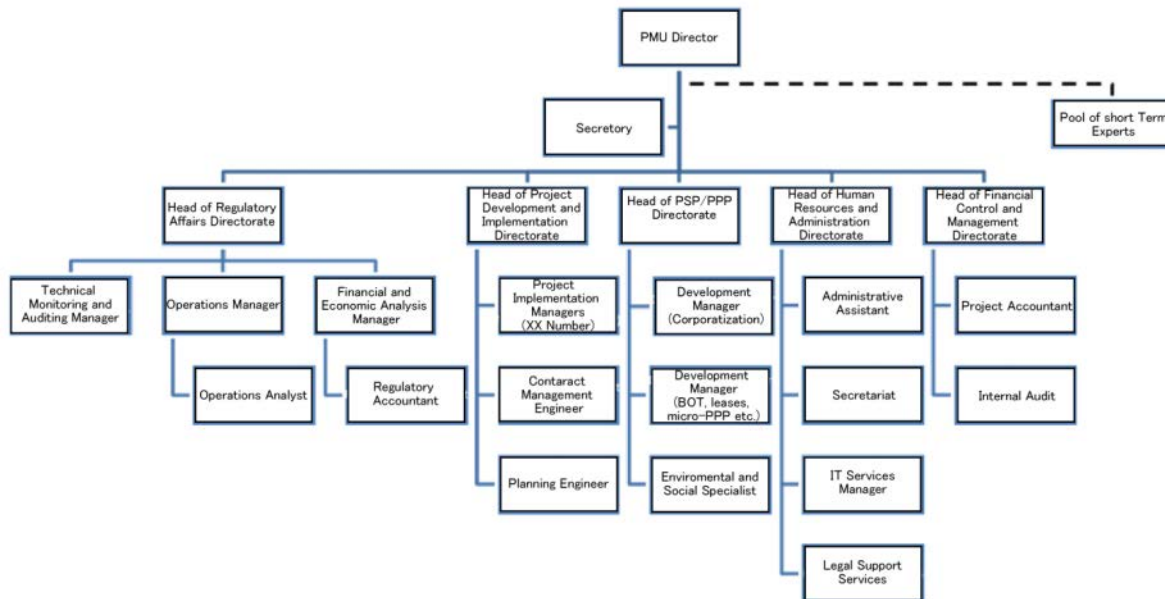 PMU Director
Secretory
Pool of short Term
Experts
Head of Regulatory
Affairs Directorate
Head of Project
Development and
Implementation
Directorate
Head of PSP/PPP
Directorate
Head of Human
Resources and
Administration
Directorate
Head of Financial
Control and
Management
Directorate
Technical
Monitoring and
Auditing Manager
Operations Manager
Financial and
Economic Analysis
Manager
Project
Implementation
Managers
(XX Number)
Development
Manager
(Corporatization)
Administrative
Assistant
Project Accountant
Operations Analyst
Regulatory
Accountant
Contaract
Management
Engineer
Development
Manager
(BOT, leases,
micro-PPP etc.)
Secretariat
Internal Audit
Planning Engineer
Enviromental and
Social Specialist
IT Services
Manager
Legal Support
Services